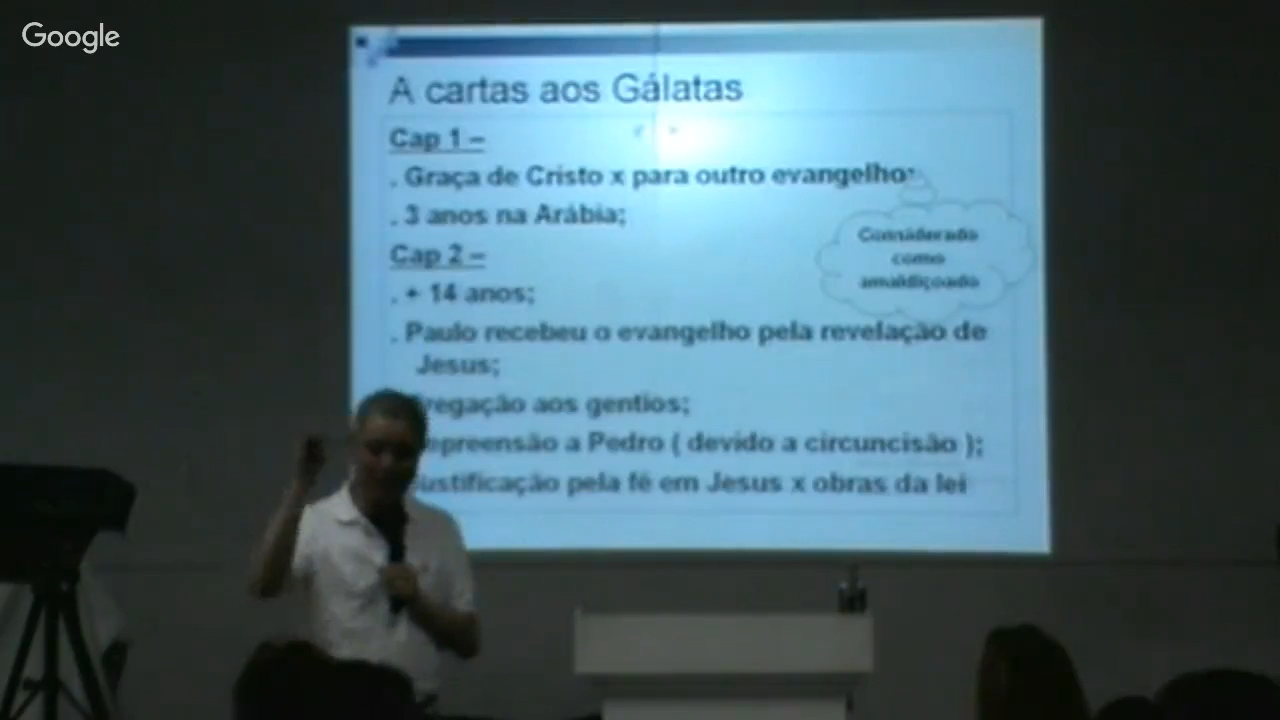 Google
A cartas aos Gálatas
Cap 1 –
. Graça de Cristo x para outro evangelho;
. 3 anos na Arábia;
Considerado
como
amaldiçoado
Cap 2 –
. + 14 anos;
. Paulo recebeu o evangelho pela revelação de
Jesus;
regação aos gentios;
epreensão a Pedro ( devido a circuncisão );
ustificação pela fé em Jesus x obras da lei